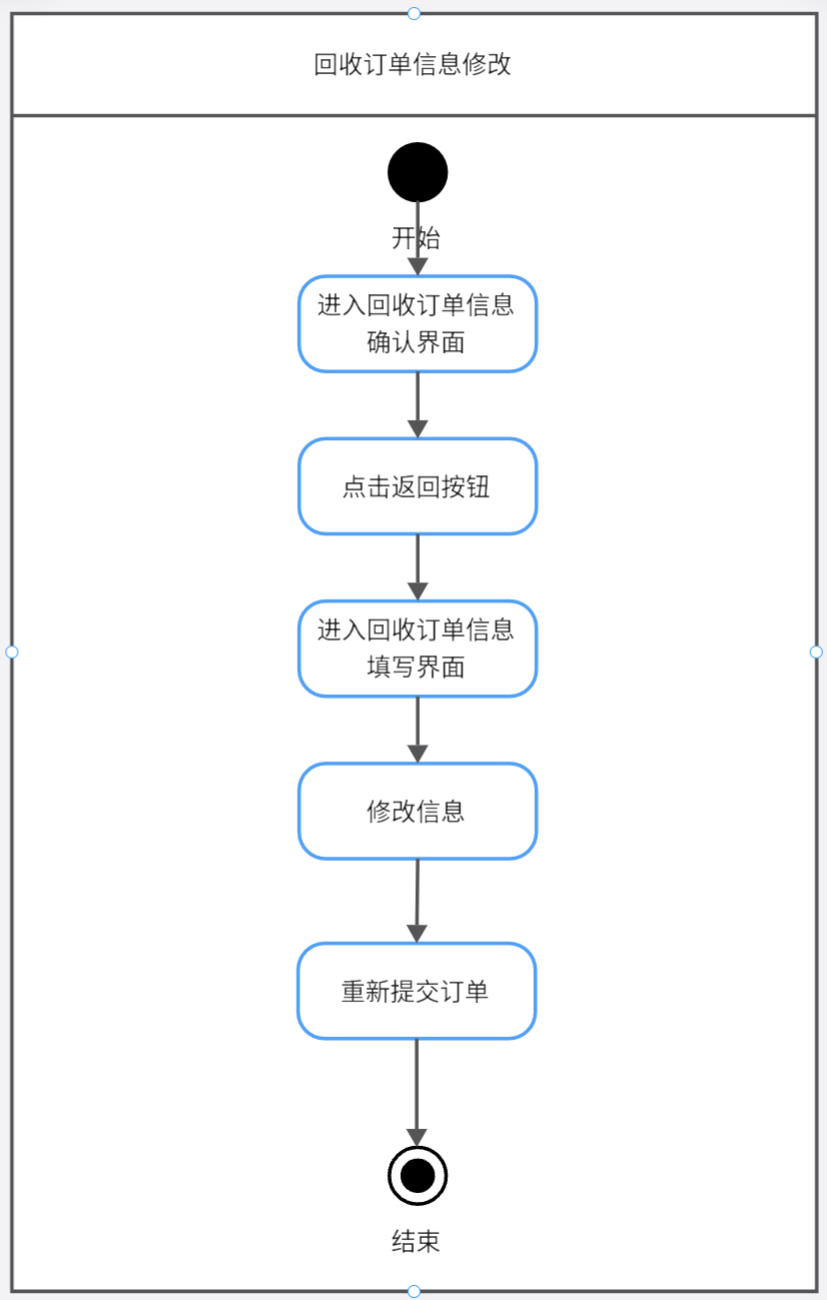 回收订单信息修改
开始
进入回收订单信息
确认界面
点击返回按钮
进入回收订单信息
填写界面
修改信息
重新提交订单
结束